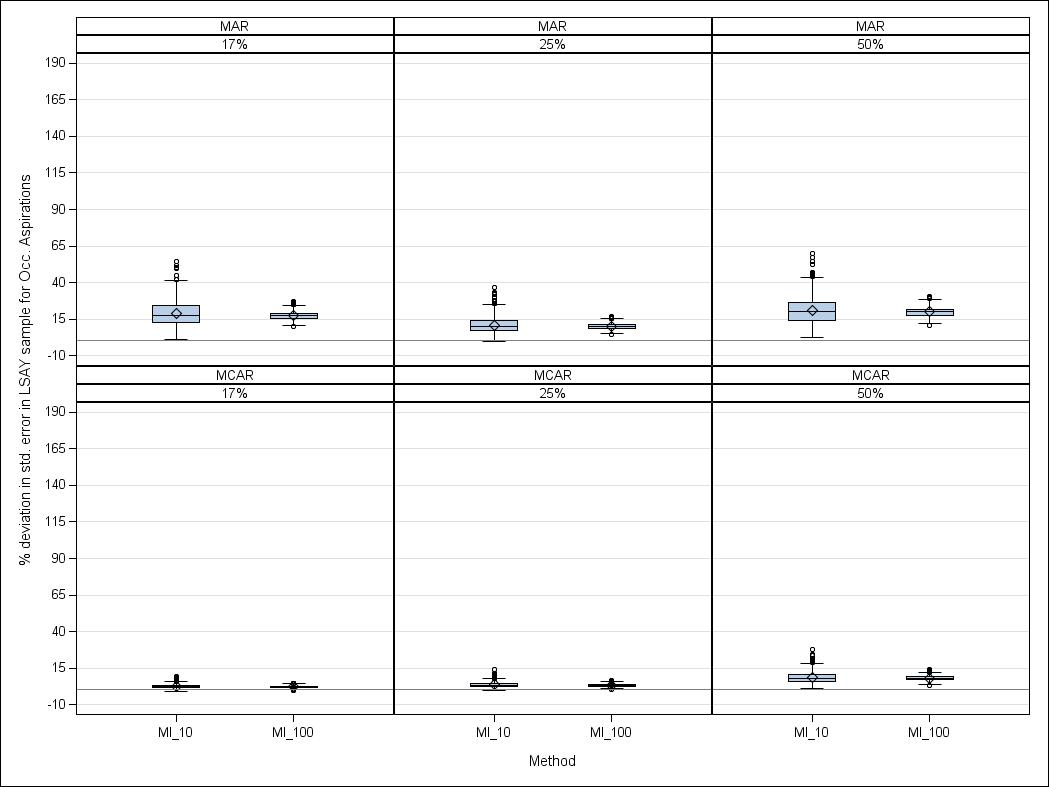 MAR MAR MAR
17% 25% 50%
190
165
140
115
90
65
40
15
-10
MCAR MCAR MCAR
17% 25% 50%
190
165
140
115
90
65
40
15
-10
% deviation in std. error in LSAY sample for Occ. Aspirations
MI_10 MI_100 MI_10 MI_100 MI_10 MI_100
Method